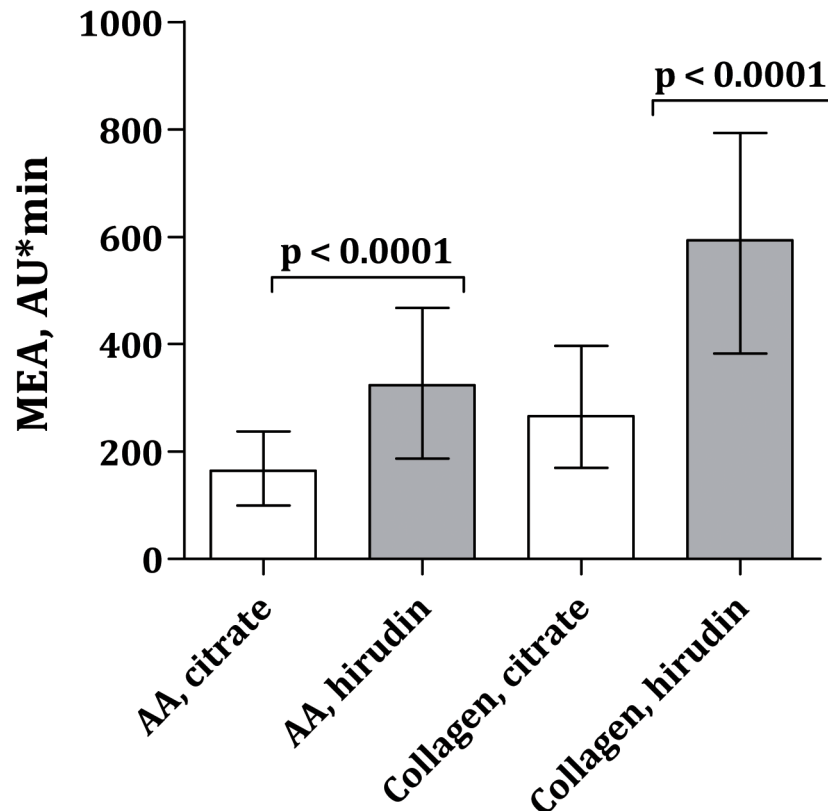 1000
p < 0.0001
800
600
p < 0.0001
MEA, AU*min
400
200
0
AA, citrate
AA, hirudin
Collagen, citrate
Collagen, hirudin